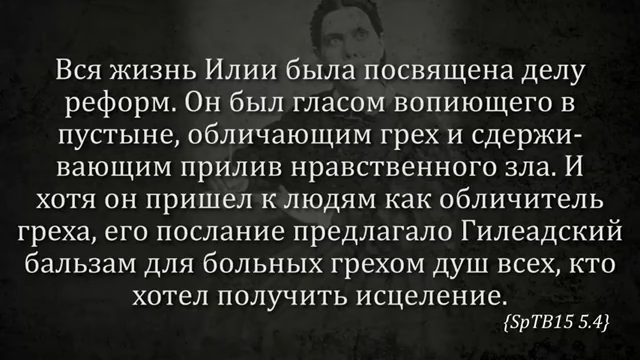 Вся жизнь Илии была посвящена делу
реформ. Он был гласом вопиющего в
пустыне, обличающим грех и сдержи-
вающим прилив нравственного зла. И
хотя он пришел к людям как обличитель
греха, его послание предлагало Гилеадский
бальзам для больных грехом душ всех, кто
хотел получить исцеление.
{SpTB15 5.4}